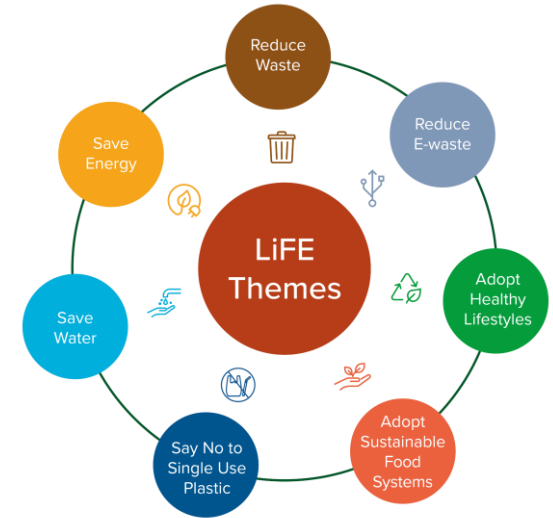 Reduce
Waste
Reduce
E-waste
Save
Energy
LiFE
Themes
Adopt
Healthy
Lifestyles
Save
Water
Adopt
Sustainable
Food
Systems
Say No to
Single Use
Plastic